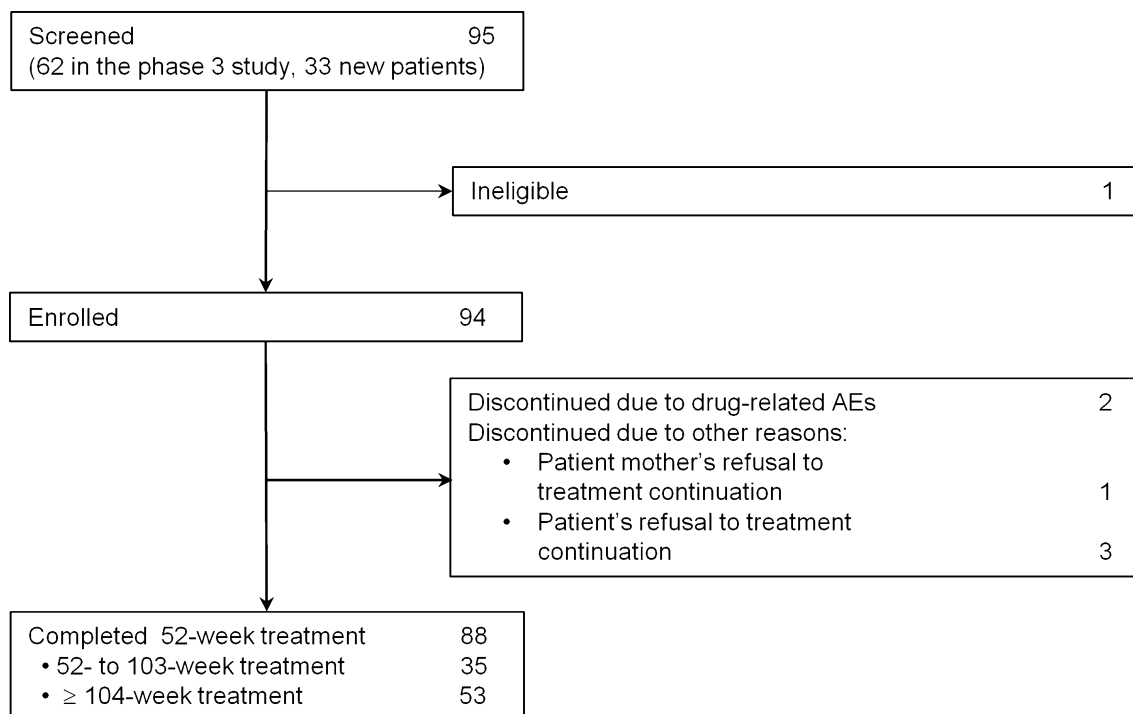 Screened 95
(62 in the phase 3 study, 33 new patients)
Ineligible 1
Enrolled 94
Discontinued due to drug-related AEs 2
Discontinued due to other reasons:
• Patient mother’s refusal to
treatment continuation 1
• Patient’s refusal to treatment
continuation 3
Completed 52-week treatment 88
• 52- to 103-week treatment 35
• ≥ 104-week treatment 53